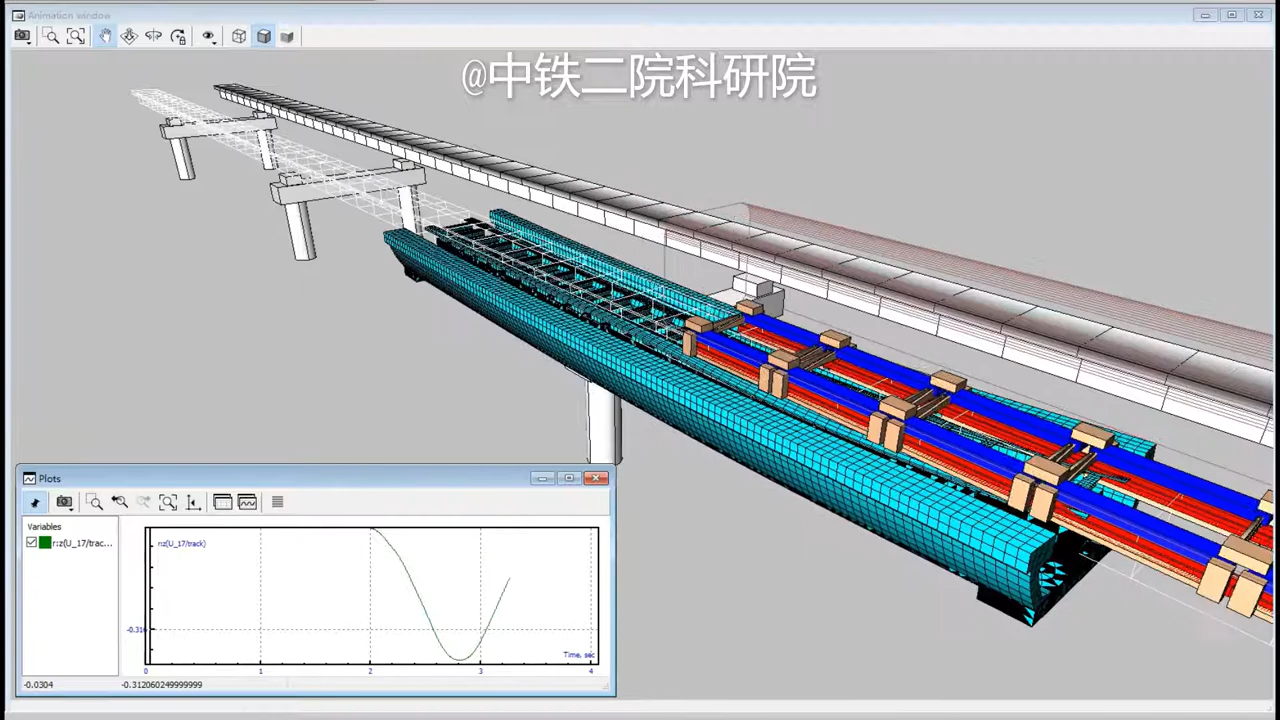 Animation window
@中铁二院科研院
Plots
Variables
r:z(U_17/trac...
r:z(U_17/track)
-0.316
Time, sec
0 1 2 3 4
-0.0304 -0.312060249999999